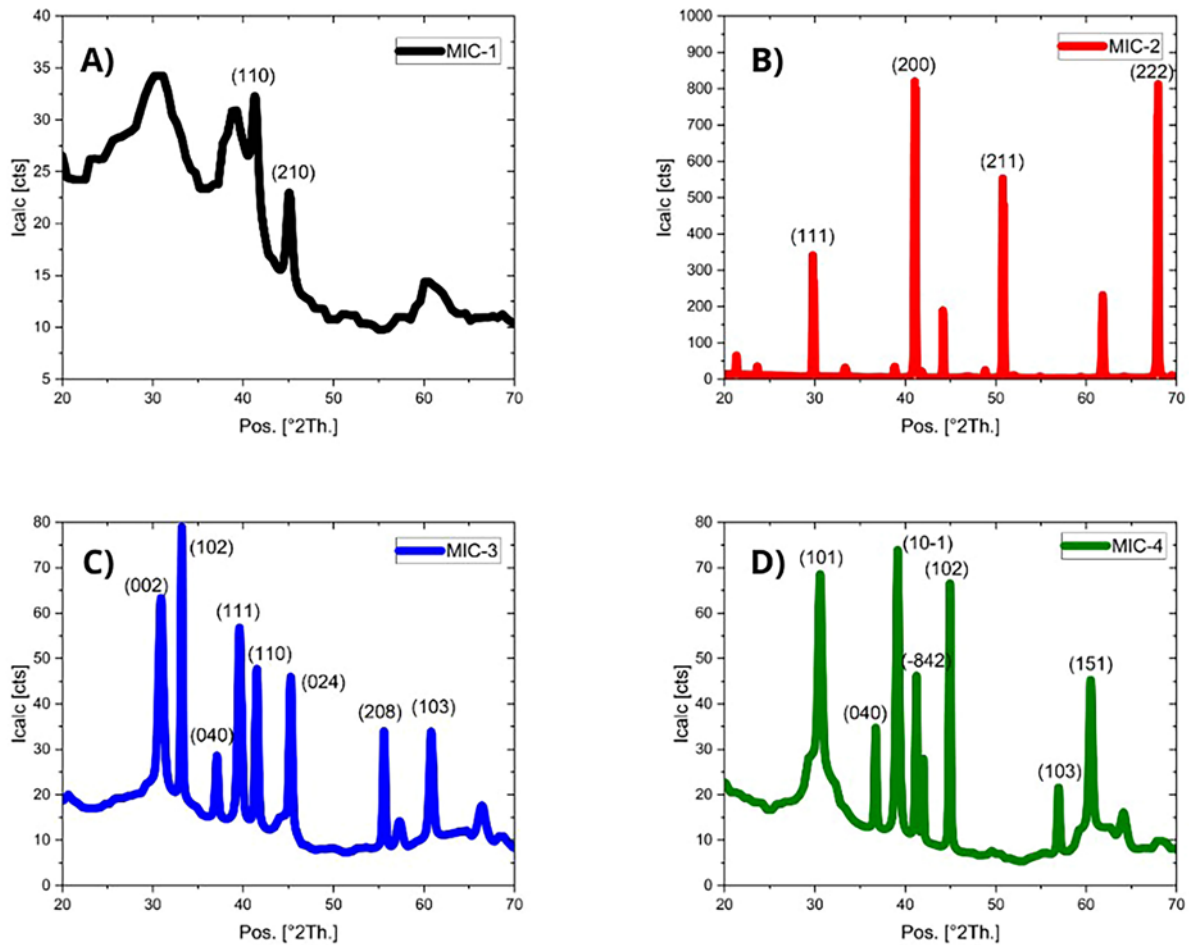 A)
MIC-1
(110)
(210)
40
35
30
25
20
15
10
5
Icalc [cts]
20 30 40 50 60 70
Pos. [°2Th.]
B)
MIC-2
(200)
(222)
(211)
(111)
1000
900
800
700
600
500
400
300
200
100
0
Icalc [cts]
20 30 40 50 60 70
Pos. [°2Th.]
C)
MIC-3
(102)
(002)
(111)
(110)
(024)
(040)
(208)
(103)
80
70
60
50
40
30
20
10
0
Icalc [cts]
20 30 40 50 60 70
Pos. [°2Th.]
D)
MIC-4
(10-1)
(101)
(102)
(-842)
(151)
(040)
(103)
80
70
60
50
40
30
20
10
0
Icalc [cts]
20 30 40 50 60 70
Pos. [°2Th.]